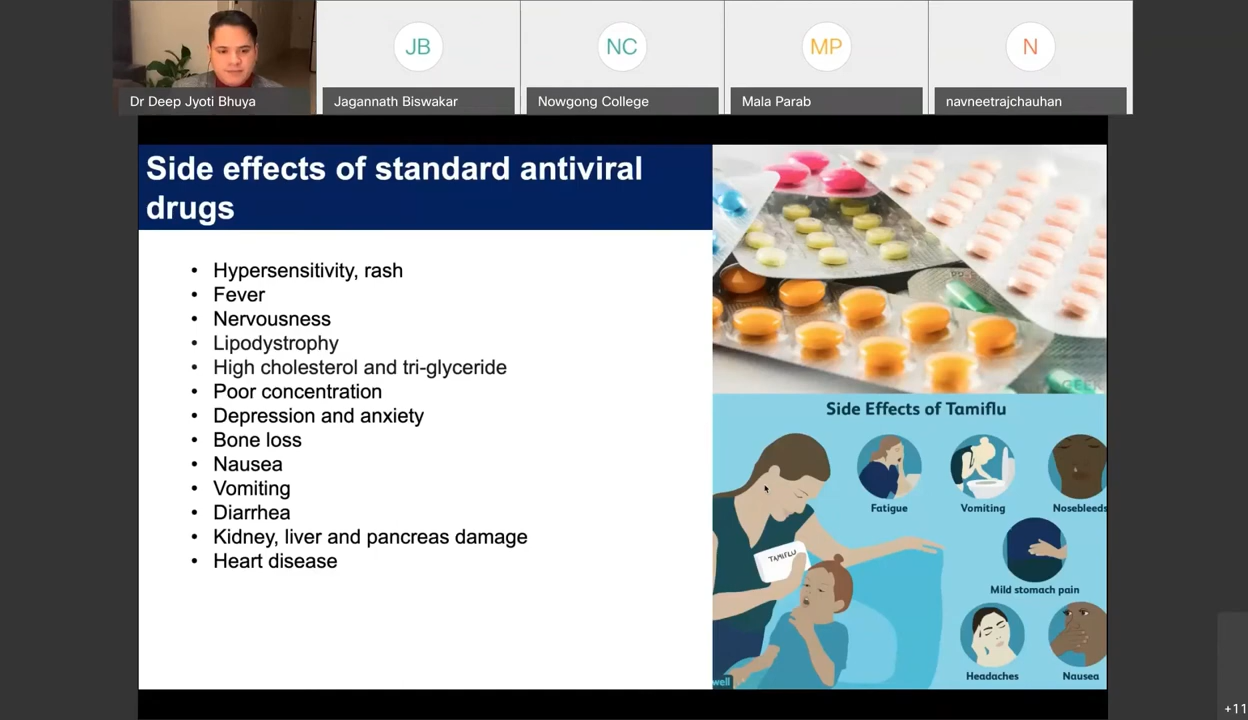 JB
NC
MP
N
Dr Deep Jyoti Bhuya
Jagannath Biswakar
Nowgong College
Mala Parab
navneetrajchauhan
Side effects of standard antiviral
drugs
• Hypersensitivity, rash
• Fever
• Nervousness
• Lipodystrophy
• High cholesterol and tri-glyceride
• Poor concentration
• Depression and anxiety
• Bone loss
• Nausea
• Vomiting
• Diarrhea
• Kidney, liver and pancreas damage
• Heart disease
Side Effects of Tamiflu
Fatigue
Vomiting
Nosebleeds
TAMIFLU
Mild stomach pain
Headaches
Nausea
well
+11